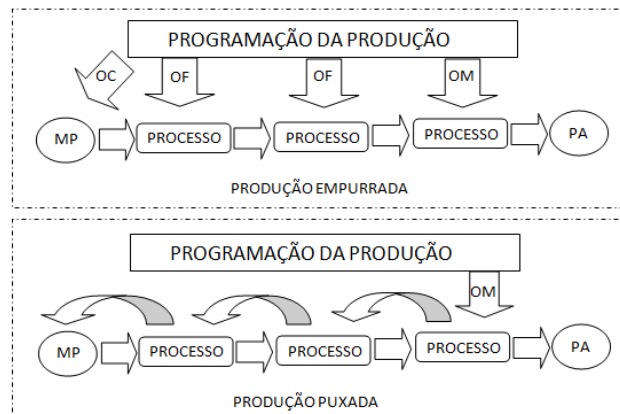 PROGRAMAÇÃO DA PRODUÇÃO
OC
OF
OF
OM
MP
PROCESSO
PROCESSO
PROCESSO
PA
PRODUÇÃO EMPURRADA
PROGRAMAÇÃO DA PRODUÇÃO
OM
MP
PROCESSO
PROCESSO
PROCESSO
PA
PRODUÇÃO PUXADA